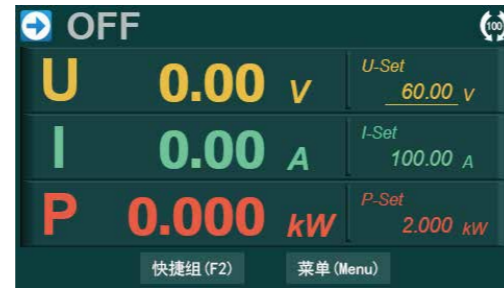 OFF
100
U 0.00 V
U-Set
60.00 V
I 0.00 A
I-Set
100.00 A
P 0.000 kW
P-Set
2.000 kW
快捷组(F2) 菜单(Menu)